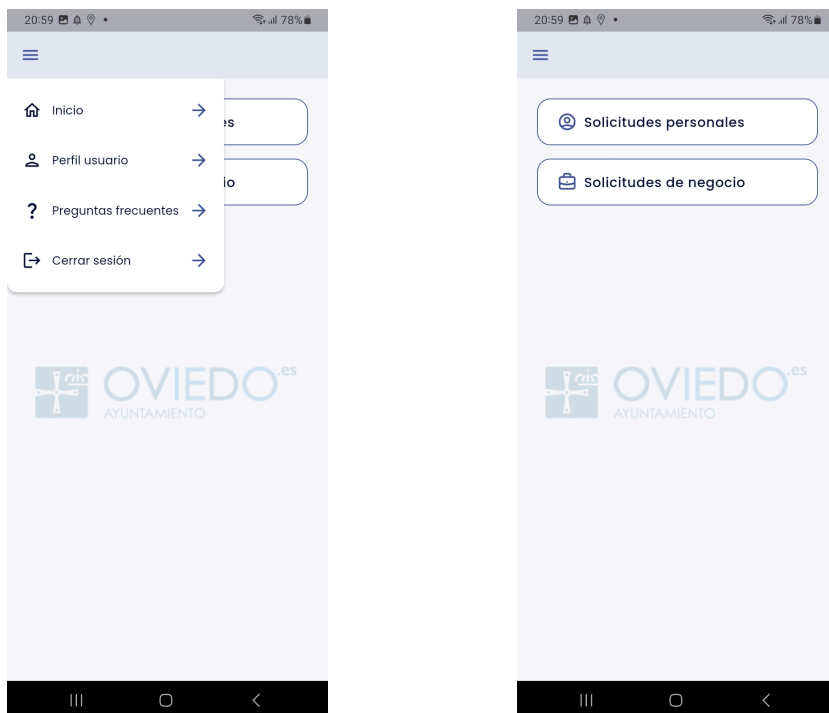 20:59
78%
Inicio
es
Perfil usuario
io
Preguntas frecuentes
Cerrar sesión
OVIEDO.es
AYUNTAMIENTO
20:59
78%
Solicitudes personales
Solicitudes de negocio
OVIEDO.es
AYUNTAMIENTO